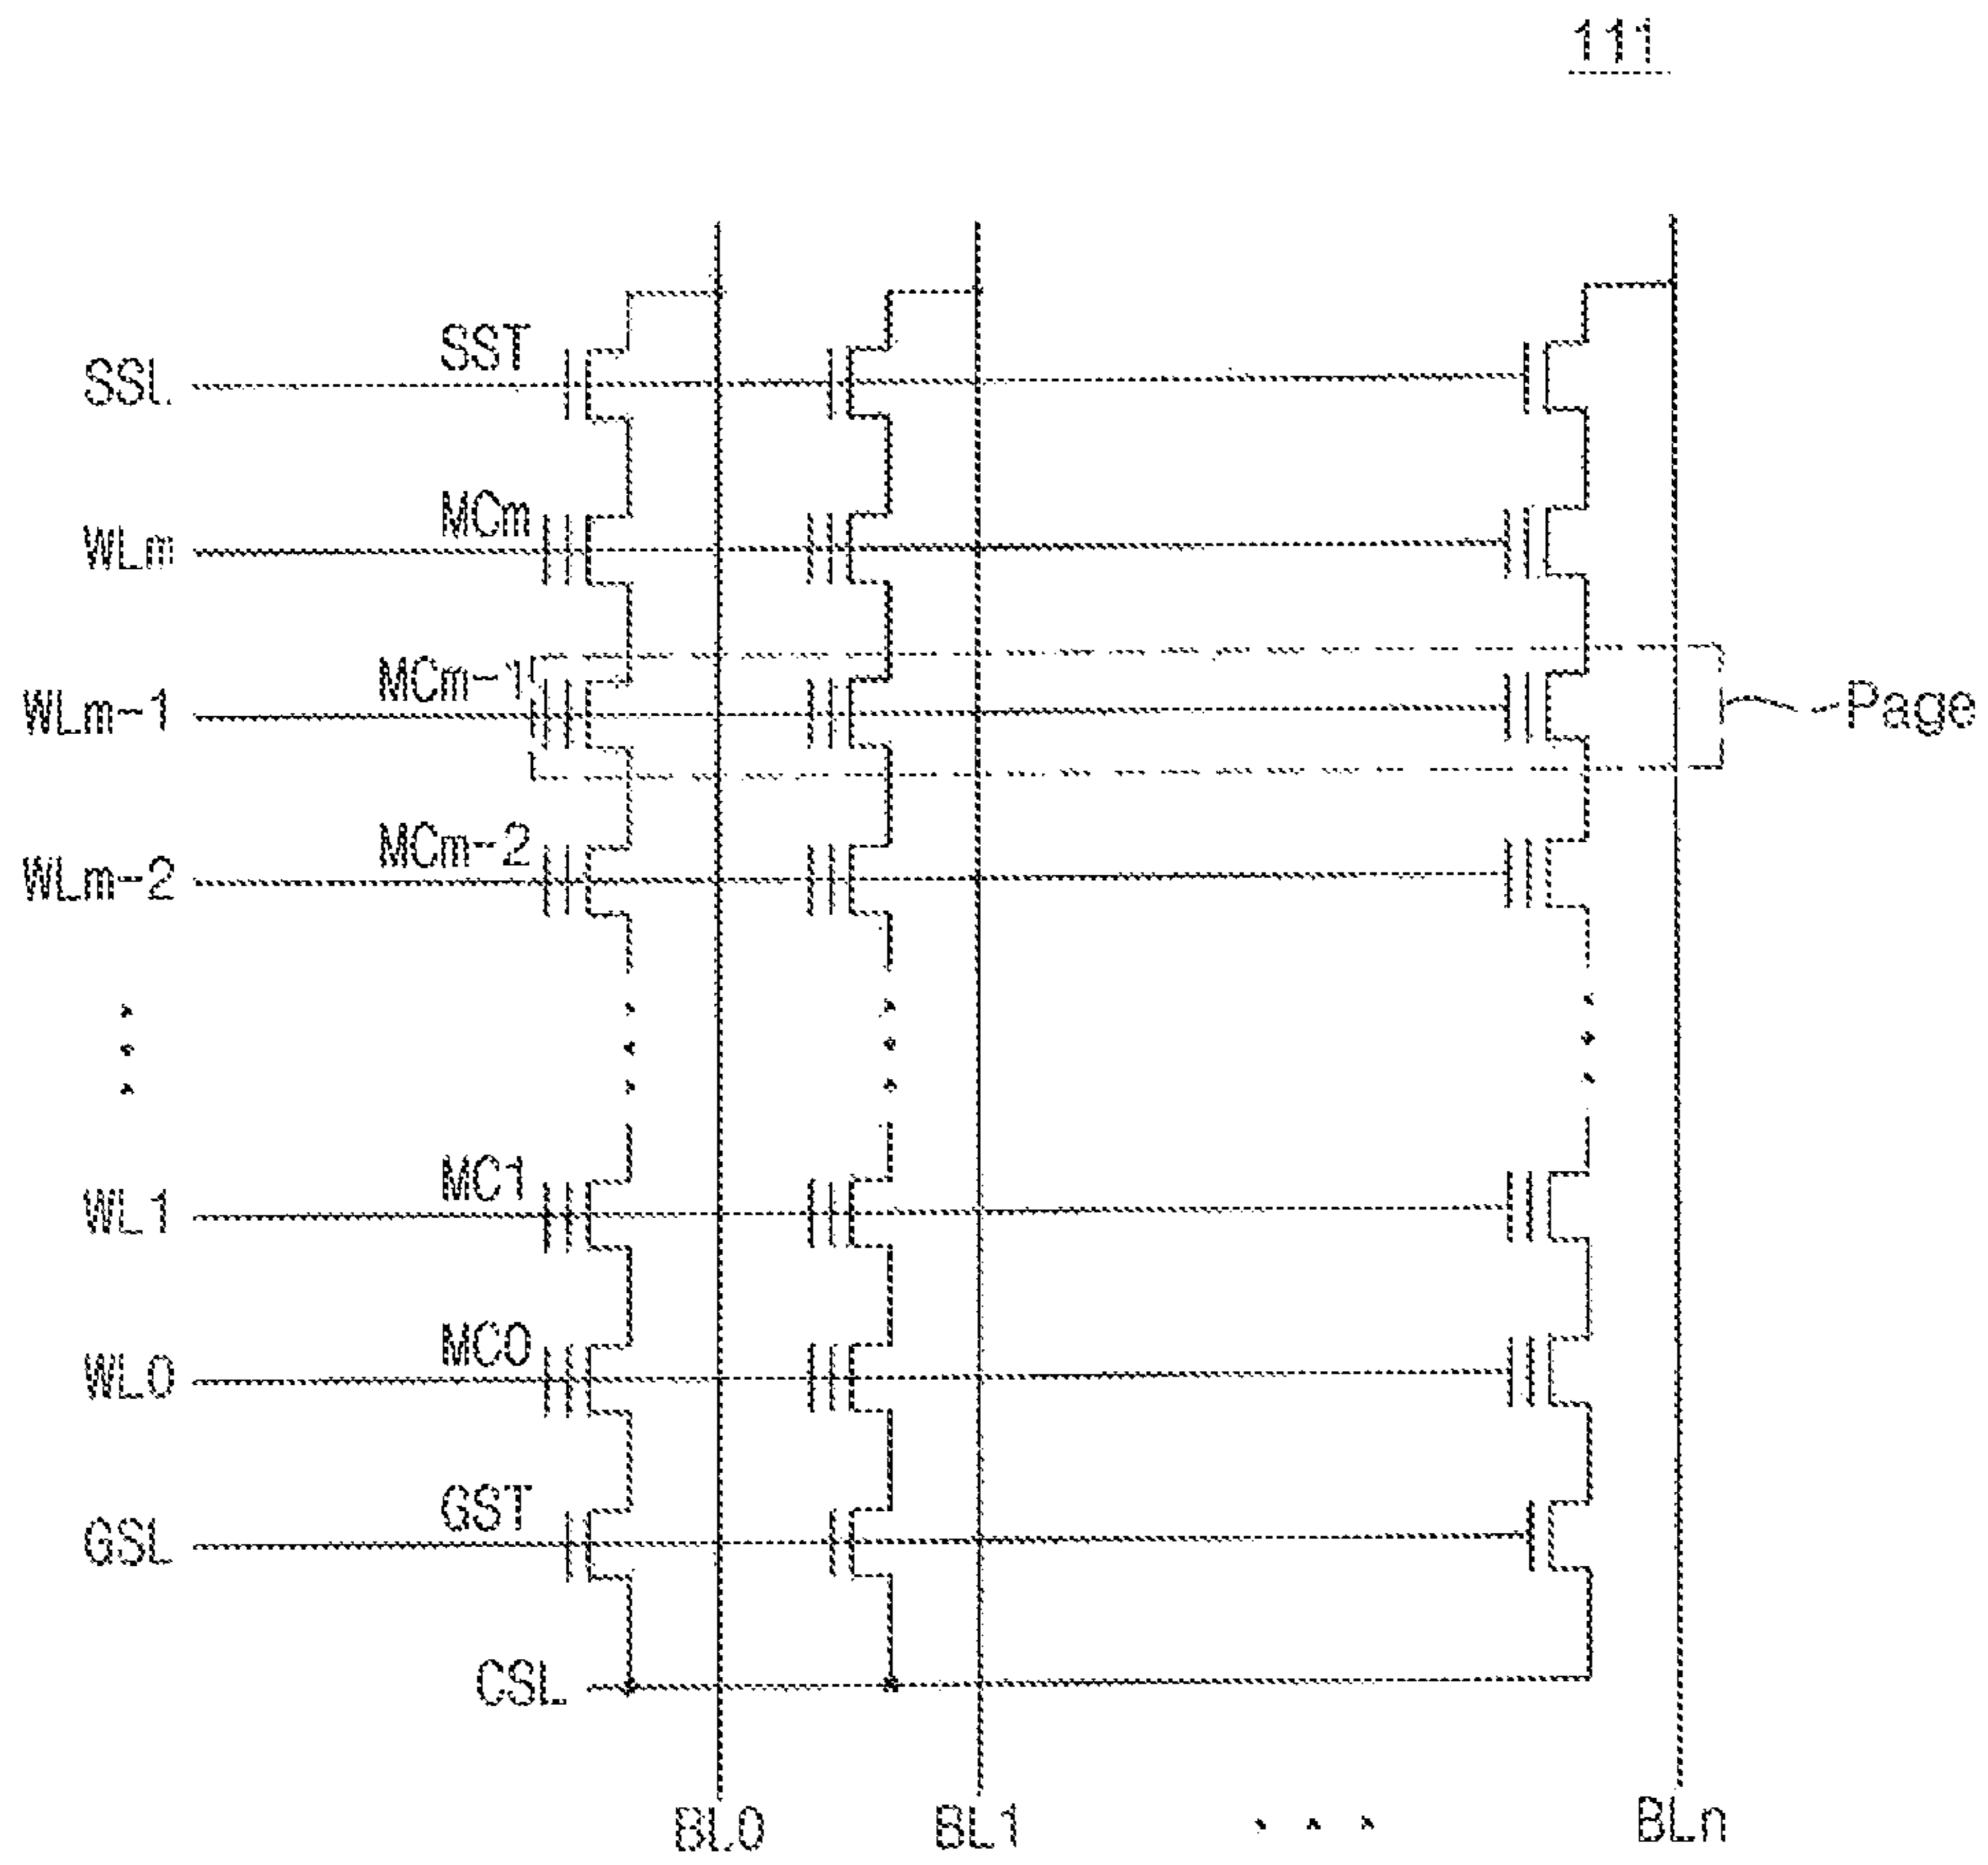 111
SSL SST
WLm MCm
WLm-1 MCm-1 Page
WLm-2 MCm-2
WL1 MC1
WL0 MC0
GSL GST
CSL
BL0 BL1 BLn